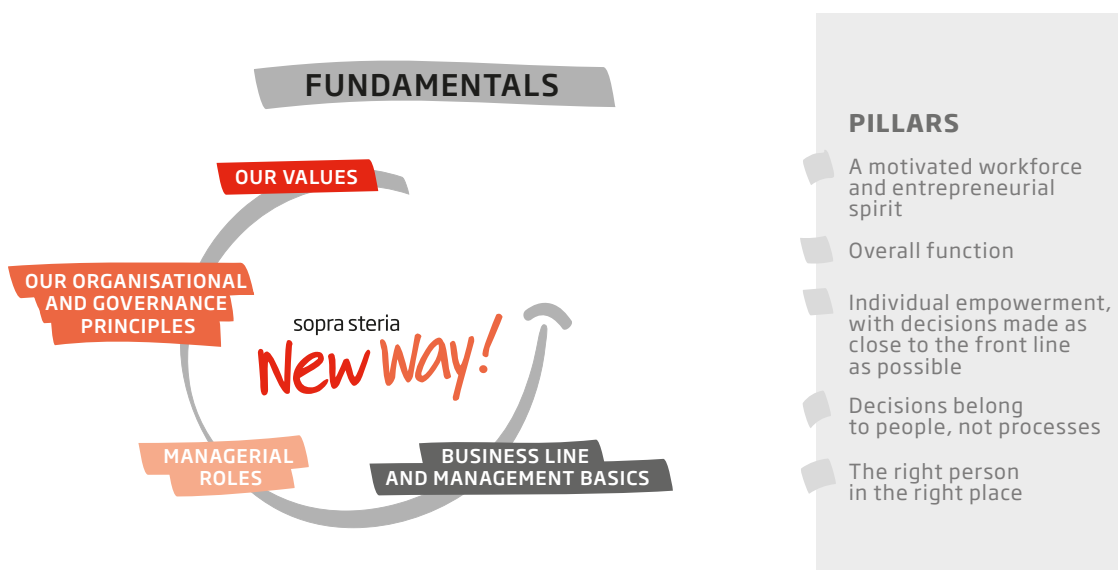 FUNDAMENTALS
OUR VALUES
OUR ORGANISATIONAL
AND GOVERNANCE
PRINCIPLES
sopra steria
New Way!
MANAGERIAL
ROLES
BUSINESS LINE
AND MANAGEMENT BASICS
PILLARS
A motivated workforce
and entrepreneurial
spirit
Overall function
Individual empowerment,
with decisions made as
close to the front line
as possible
Decisions belong
to people, not processes
The right person
in the right place